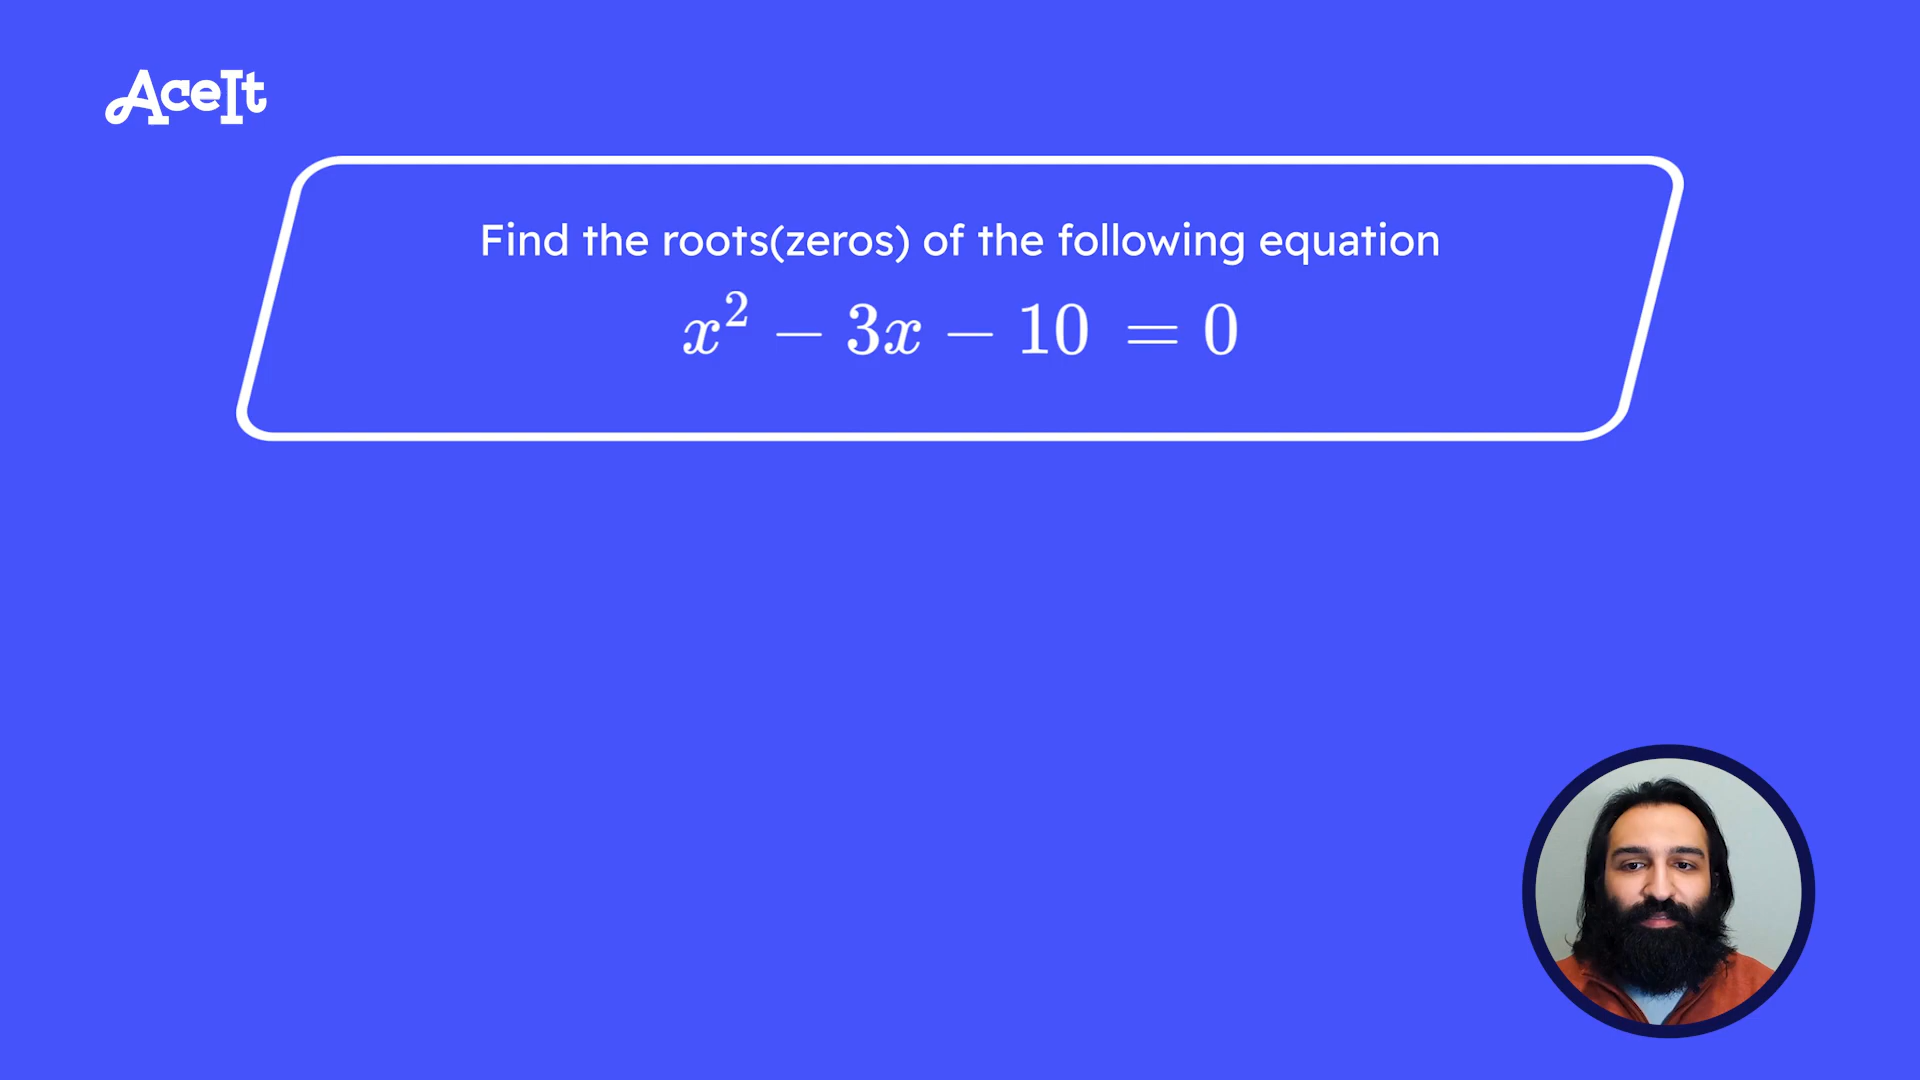 AceIt
Find the roots(zeros) of the following equation
x² − 3x − 10 = 0